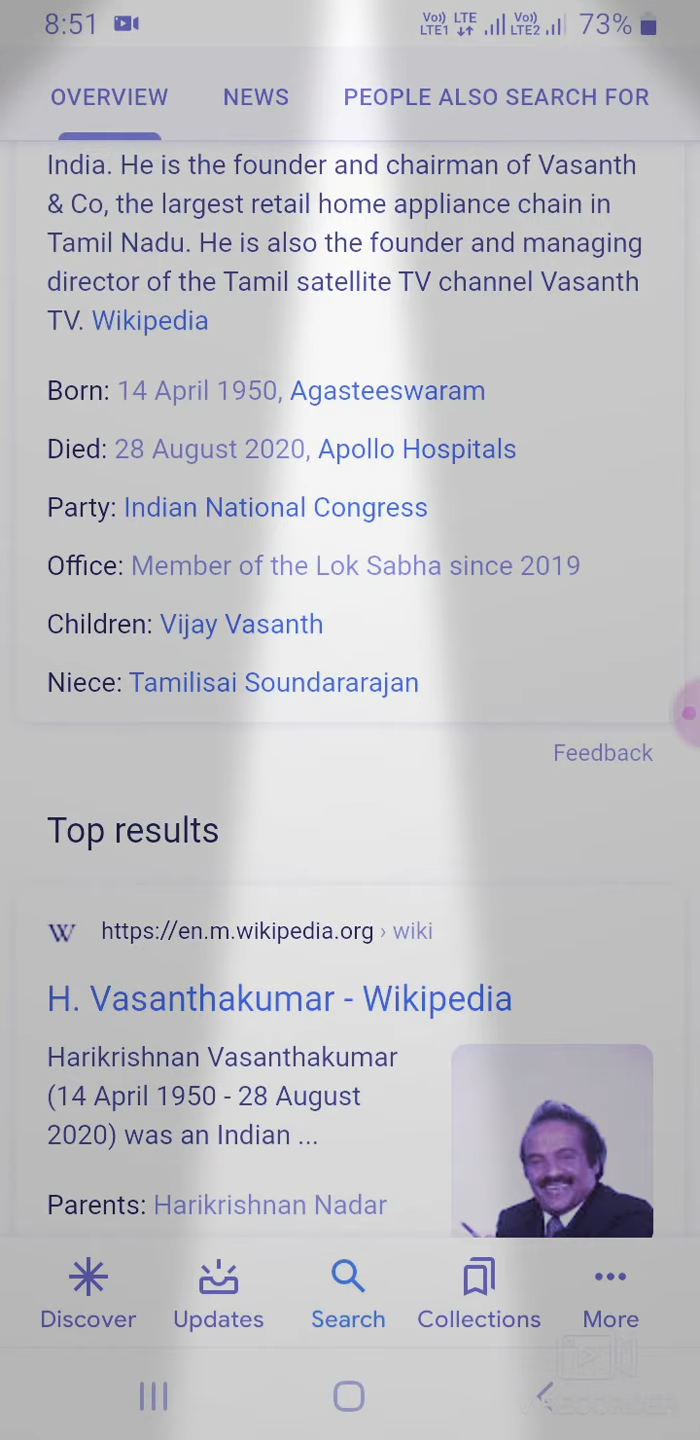 8:51 Vo)) LTE1 LTE Vo)) LTE2 73%
OVERVIEW NEWS PEOPLE ALSO SEARCH FOR
India. He is the founder and chairman of Vasanth
& Co, the largest retail home appliance chain in
Tamil Nadu. He is also the founder and managing
director of the Tamil satellite TV channel Vasanth
TV. Wikipedia
Born: 14 April 1950, Agasteeswaram
Died: 28 August 2020, Apollo Hospitals
Party: Indian National Congress
Office: Member of the Lok Sabha since 2019
Children: Vijay Vasanth
Niece: Tamilisai Soundararajan
Feedback
Top results
W https://en.m.wikipedia.org › wiki
H. Vasanthakumar - Wikipedia
Harikrishnan Vasanthakumar
(14 April 1950 - 28 August
2020) was an Indian ...
Parents: Harikrishnan Nadar
Discover Updates Search Collections More